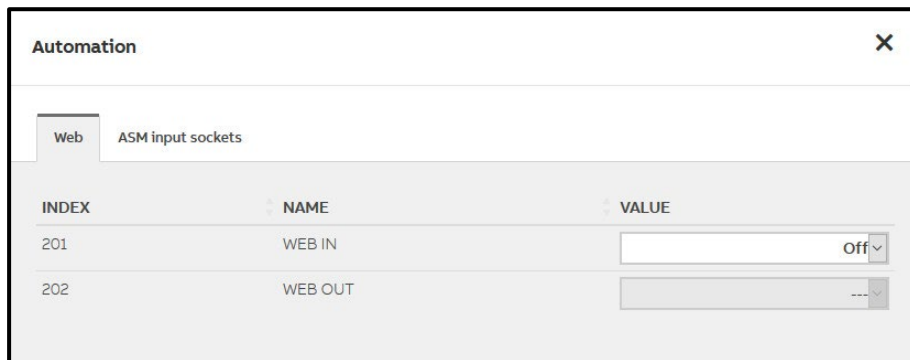 Automation ×
Web ASM input sockets
INDEX NAME VALUE
201 WEB IN Off
202 WEB OUT ---